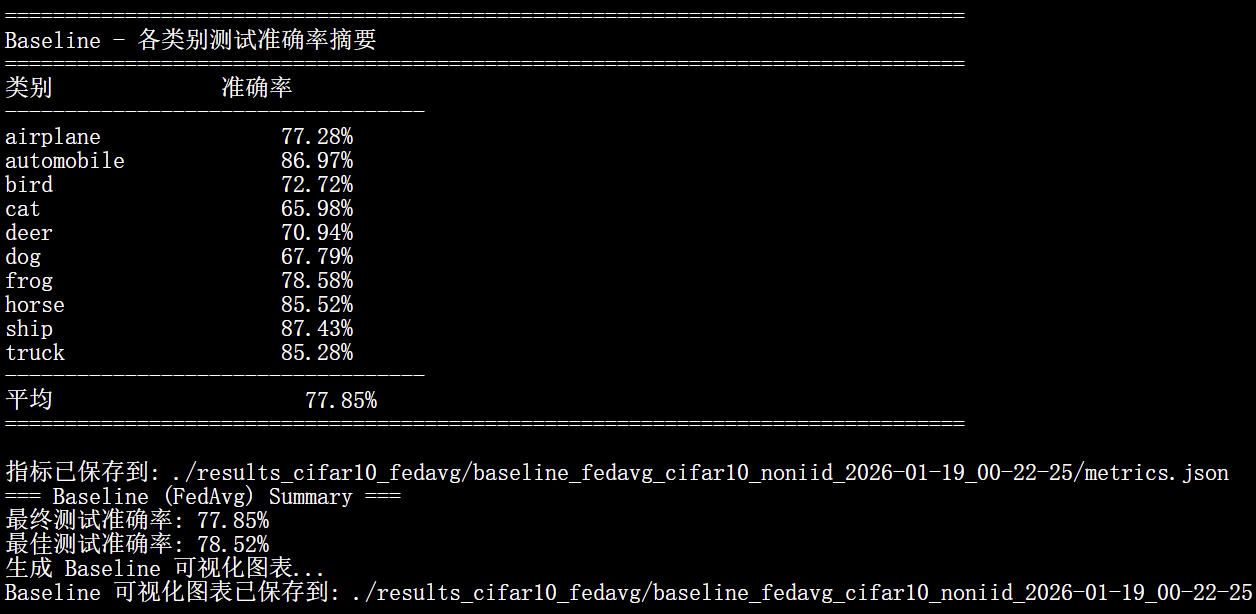 ================================================================================
Baseline - 各类别测试准确率摘要
================================================================================
类别 准确率
-----------------------------------
airplane 77.28%
automobile 86.97%
bird 72.72%
cat 65.98%
deer 70.94%
dog 67.79%
frog 78.58%
horse 85.52%
ship 87.43%
truck 85.28%
-----------------------------------
平均 77.85%
================================================================================
指标已保存到: ./results_cifar10_fedavg/baseline_fedavg_cifar10_noniid_2026-01-19_00-22-25/metrics.json
=== Baseline (FedAvg) Summary ===
最终测试准确率: 77.85%
最佳测试准确率: 78.52%
生成 Baseline 可视化图表...
Baseline 可视化图表已保存到: ./results_cifar10_fedavg/baseline_fedavg_cifar10_noniid_2026-01-19_00-22-25